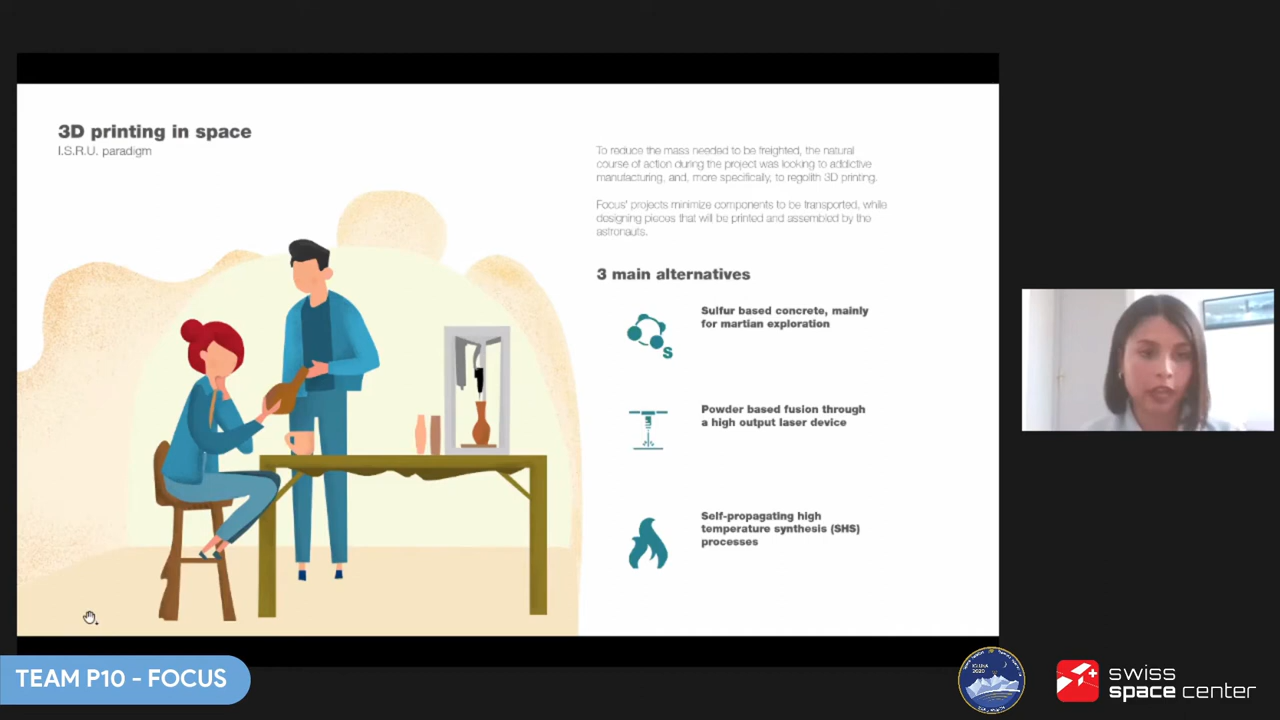 3D printing in space
I.S.R.U. paradigm
To reduce the mass needed to be freighted, the natural
course of action during the project was looking to addictive
manufacturing, and, more specifically, to regolith 3D printing.
Focus' projects minimize components to be transported, while
designing pieces that will be printed and assembled by the
astronauts.
3 main alternatives
Sulfur based concrete, mainly
for martian exploration
S
Powder based fusion through
a high output laser device
Self-propagating high
temperature synthesis (SHS)
processes
TEAM P10 - FOCUS
IGLUNA
2020
swiss
space center